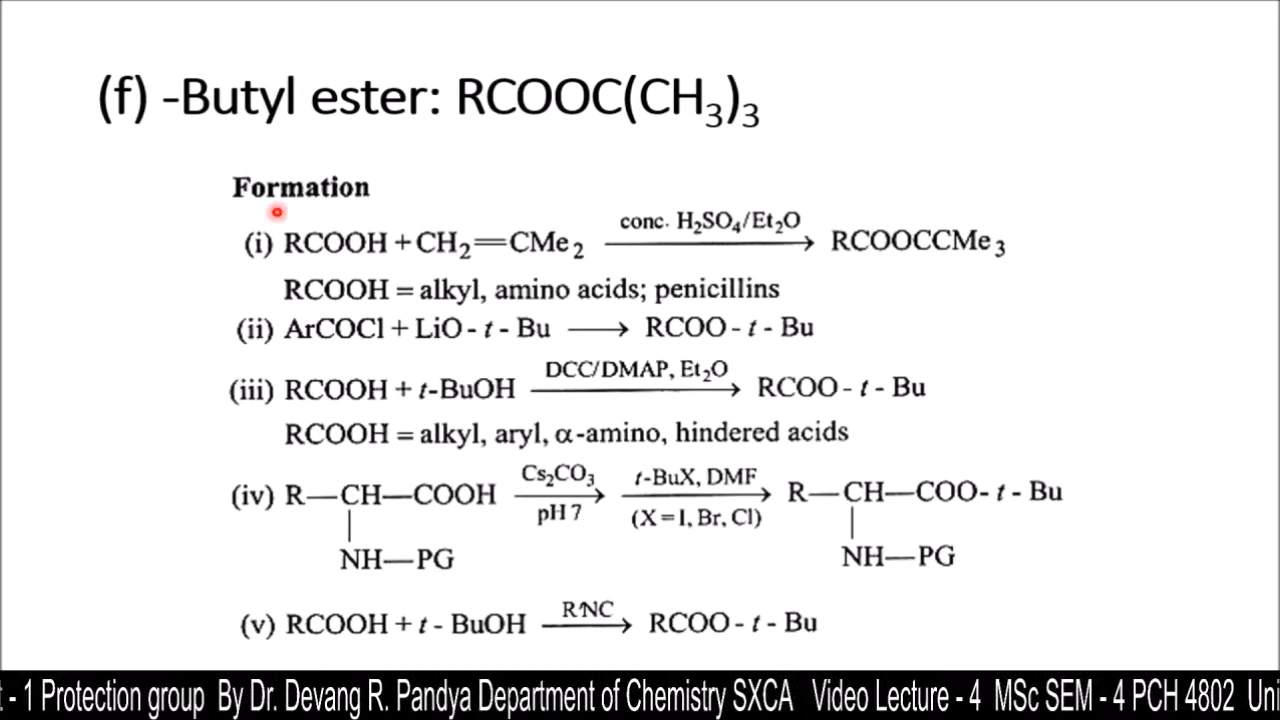 (f) -Butyl ester: RCOOC(CH₃)₃
Formation
(i) RCOOH + CH₂═CMe₂ conc. H₂SO₄/Et₂O ⟶ RCOOCCMe₃
RCOOH = alkyl, amino acids; penicillins
(ii) ArCOCl + LiO - t - Bu ⟶ RCOO - t - Bu
(iii) RCOOH + t-BuOH DCC/DMAP, Et₂O ⟶ RCOO - t - Bu
RCOOH = alkyl, aryl, α-amino, hindered acids
(iv) R—CH—COOH Cs₂CO₃ ⟶ pH 7 t-BuX, DMF ⟶ (X = I, Br, Cl) R—CH—COO- t - Bu
NH—PG NH—PG
(v) RCOOH + t - BuOH R'NC ⟶ RCOO - t - Bu
- 1 Protection group By Dr. Devang R. Pandya Department of Chemistry SXCA Video Lecture - 4 MSc SEM - 4 PCH 4802